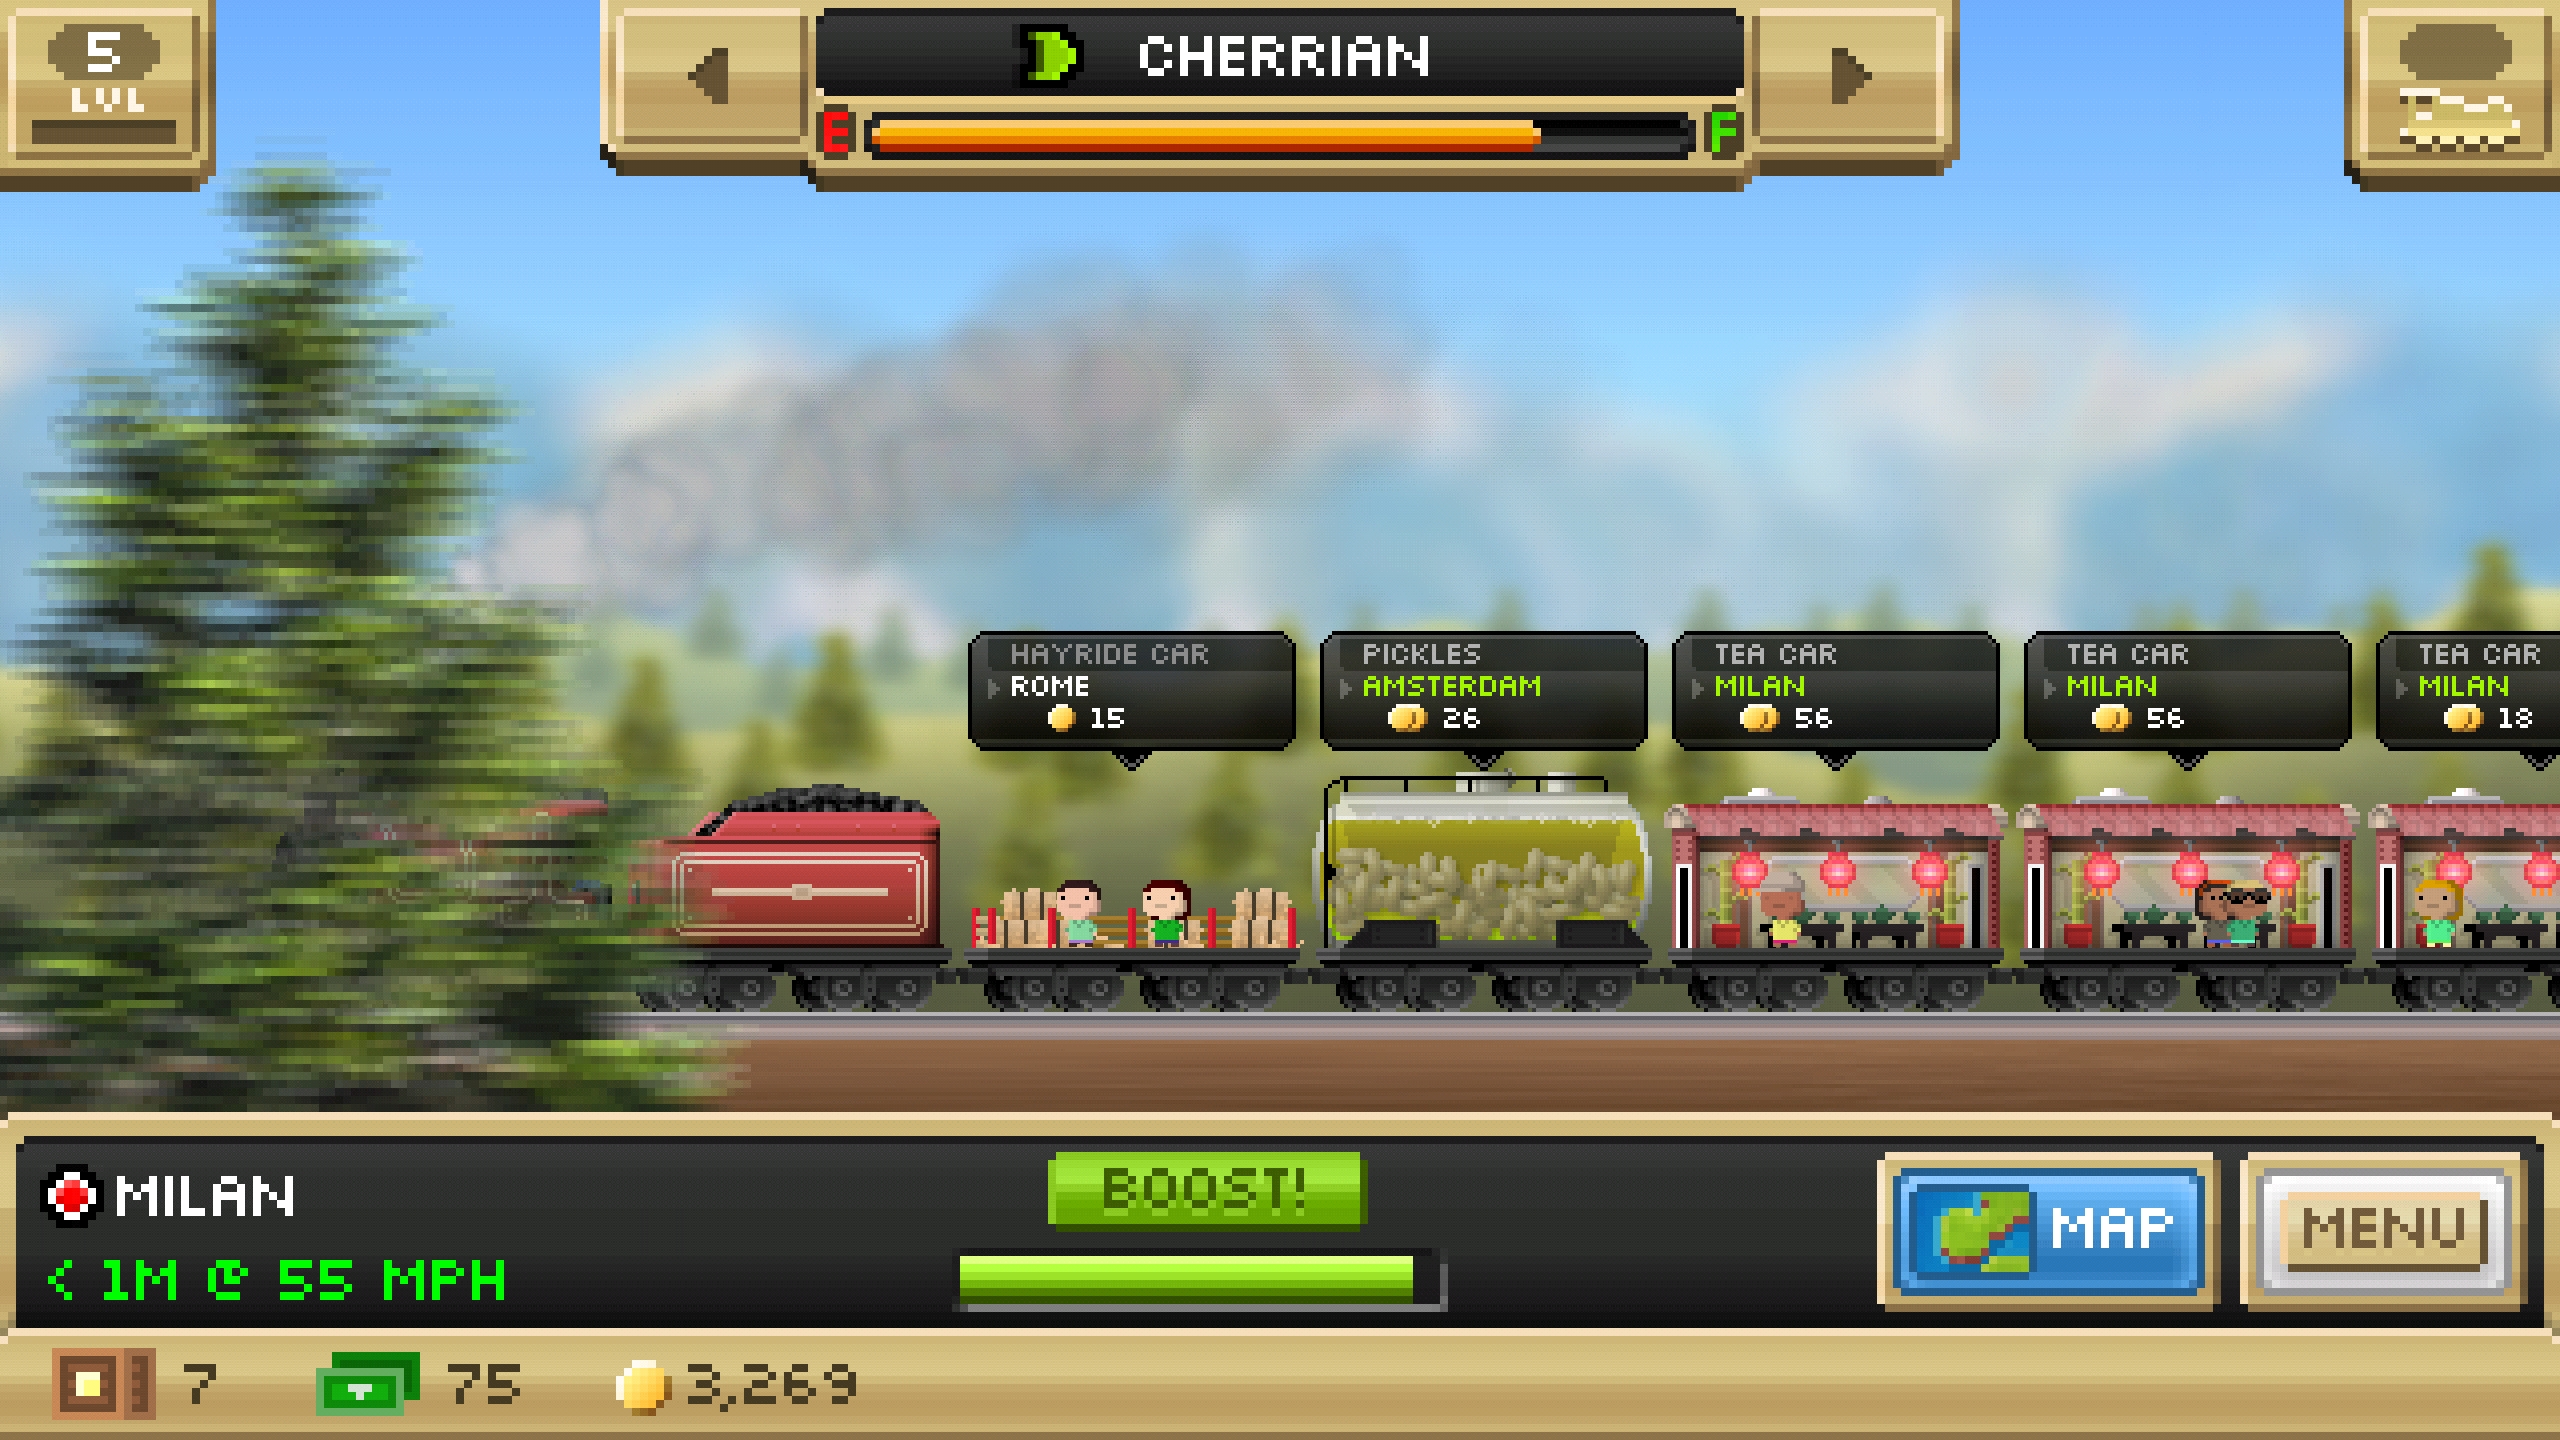 5
LVL
CHERRIAN
E F
HAYRIDE CAR
ROME
15
PICKLES
AMSTERDAM
26
TEA CAR
MILAN
56
TEA CAR
MILAN
56
TEA CAR
MILAN
18
MILAN
< 1M @ 55 MPH
BOOST!
MAP
MENU
7 75 3,269